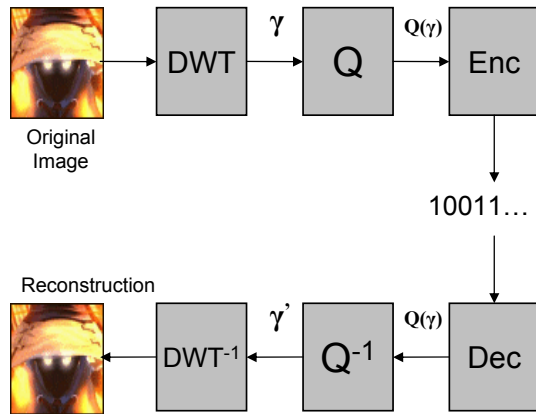 γ
Q(γ)
DWT
Q
Enc
Original
Image
10011…
Reconstruction
γ’
Q(γ)
DWT-1
Q-1
Dec